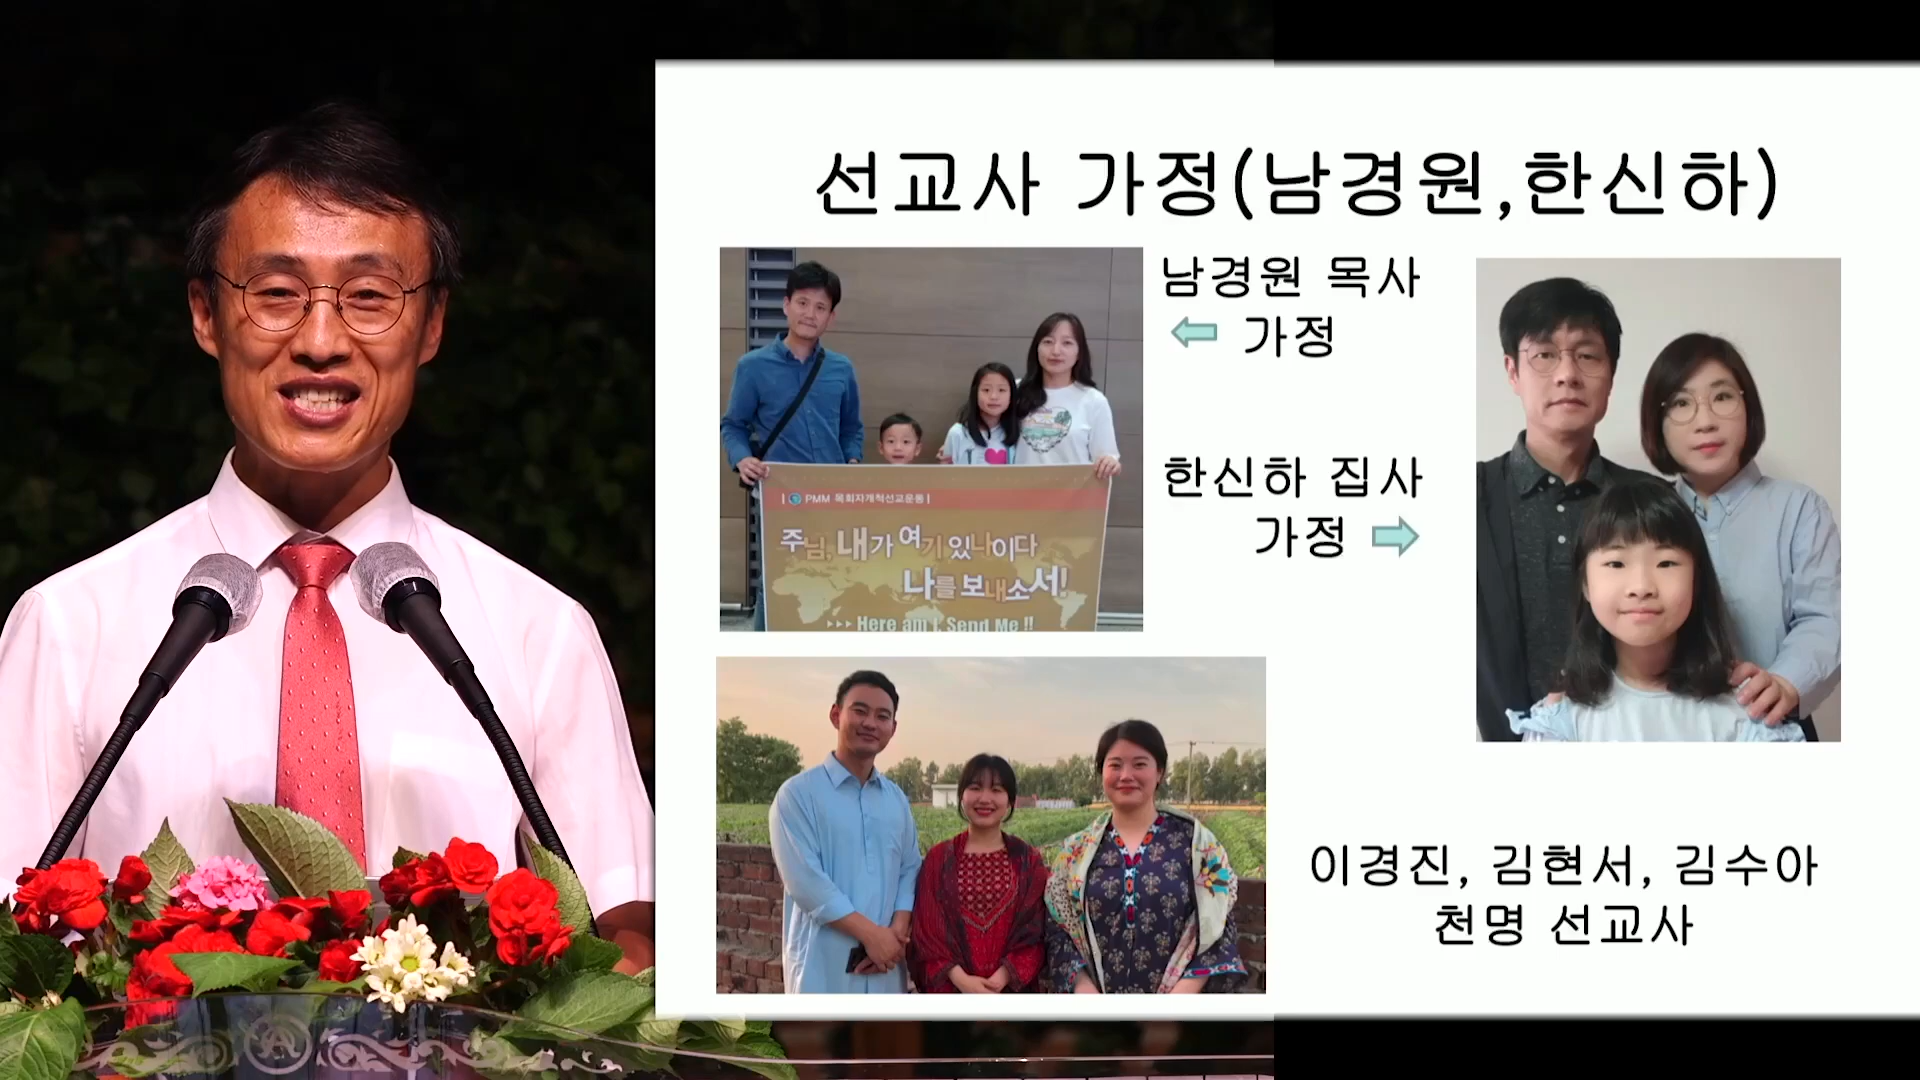 선교사 가정(남경원,한신하)
남경원 목사
가정
한신하 집사
가정
| PMM 목회자개척선교운동 |
주님, 내가 여기 있나이다
나를 보내소서!
Here am I, Send Me !!
이경진, 김현서, 김수아
천명 선교사